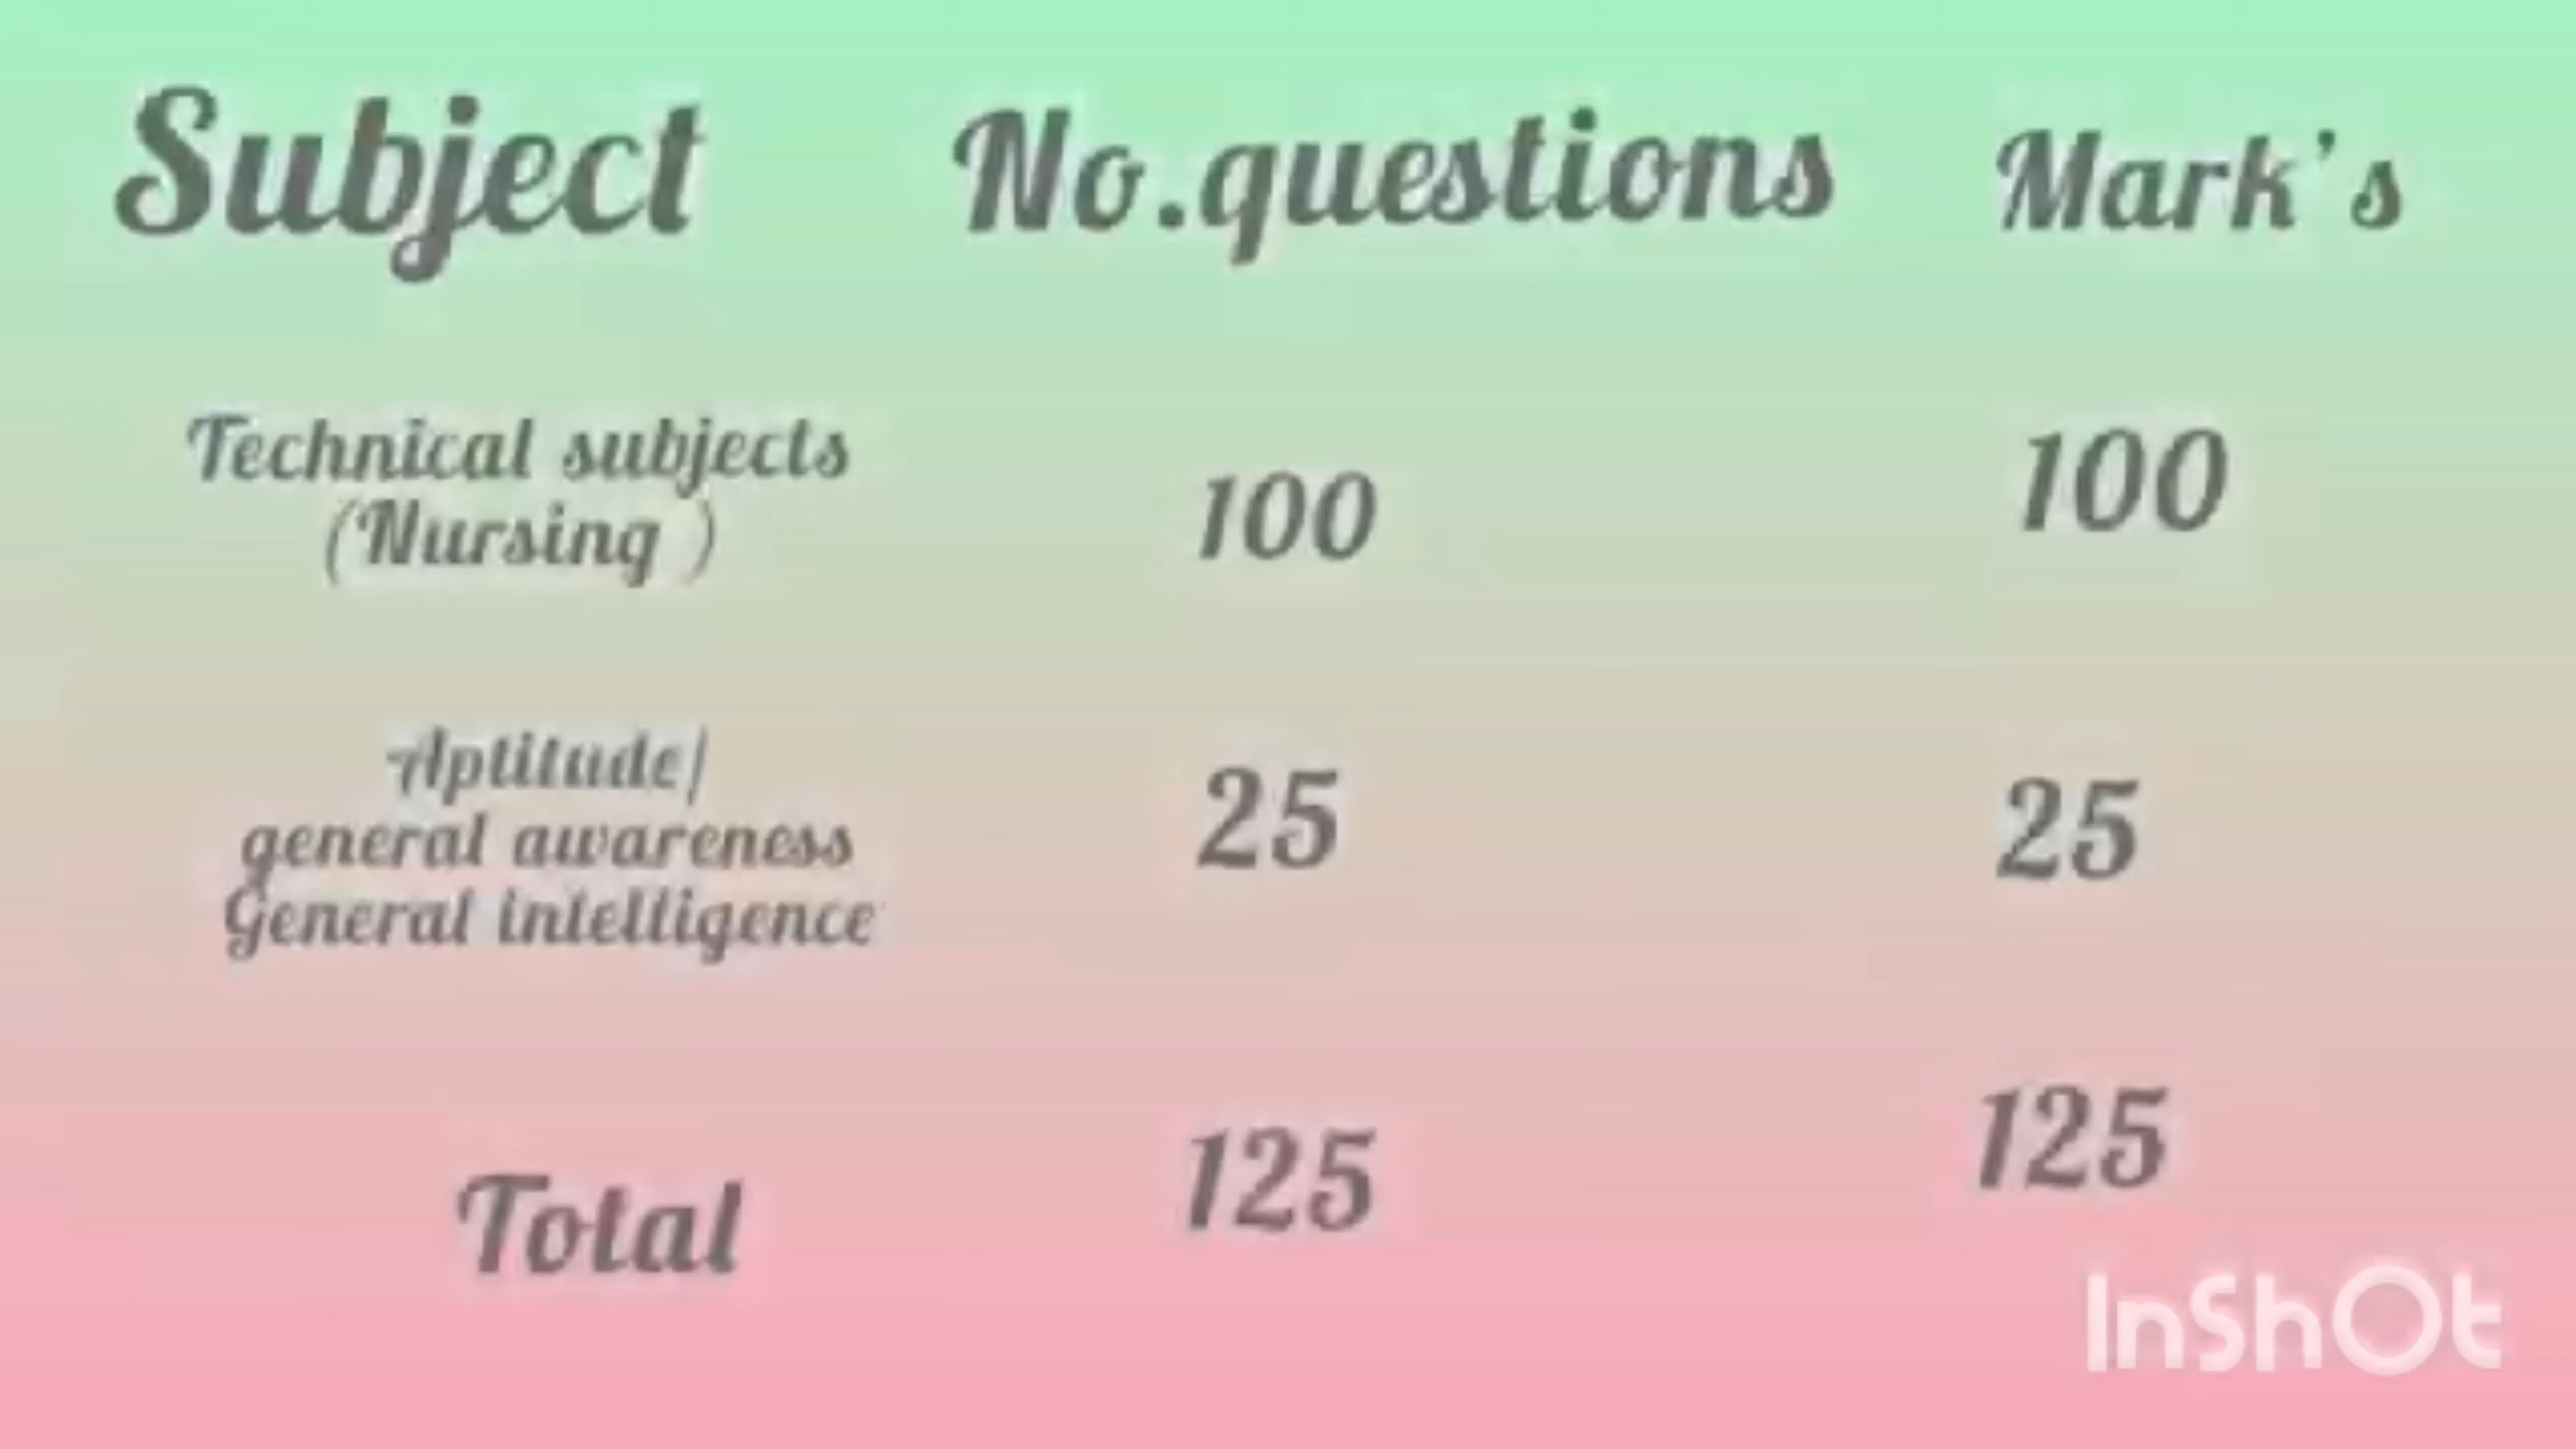 Subject No.questions Mark's
Technical subjects
(Nursing ) 100 100
Aptitude/
general awareness 25 25
General intelligence
Total 125 125
InShOt